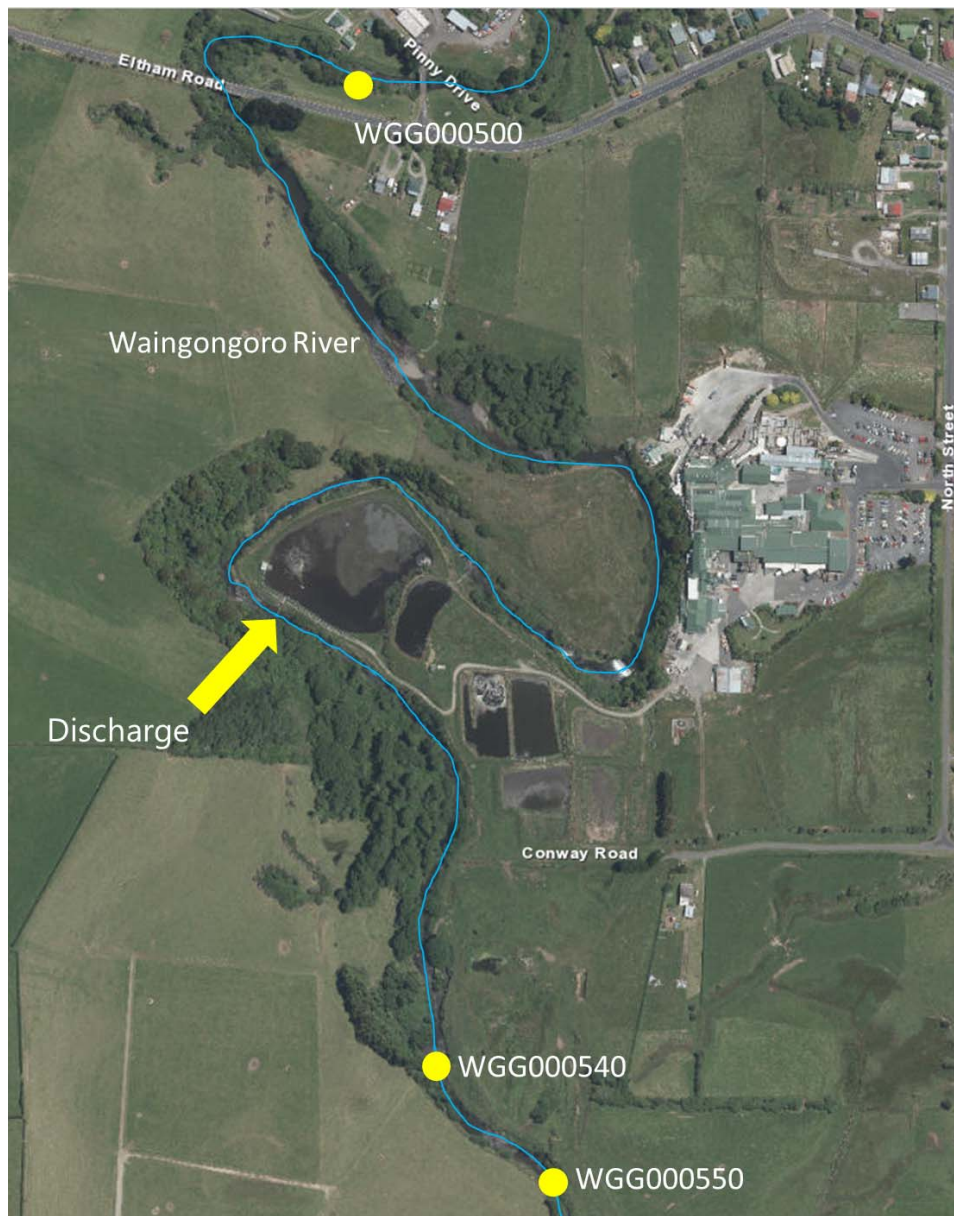 Pinny Drive
Eltham Road
WGG000500
Waingongoro River
North Street
Discharge
Conway Road
WGG000540
WGG000550